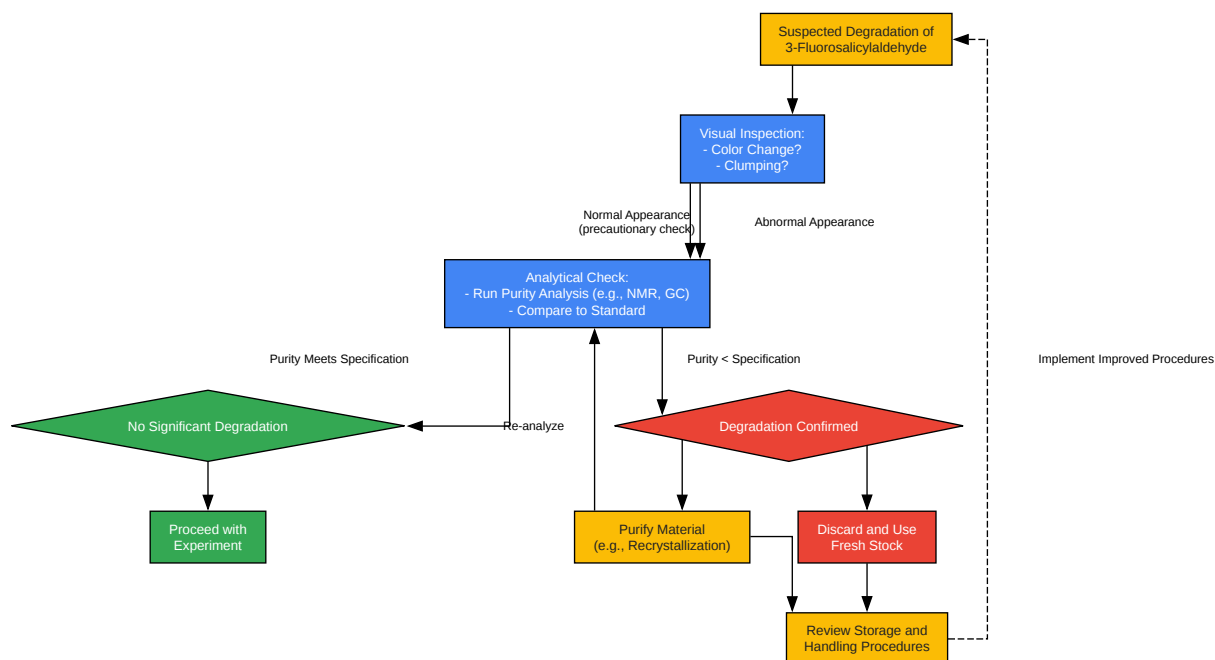 Suspected Degradation of
3-Fluorosalicylaldehyde
Visual Inspection:
- Color Change?
- Clumping?
Normal Appearance
(precautionary check)
Abnormal Appearance
Analytical Check:
- Run Purity Analysis (e.g., NMR, GC)
- Compare to Standard
Purity Meets Specification
Purity < Specification
Implement Improved Procedures
No Significant Degradation
Re-analyze
Degradation Confirmed
Proceed with
Experiment
Purify Material
(e.g., Recrystallization)
Discard and Use
Fresh Stock
Review Storage and
Handling Procedures